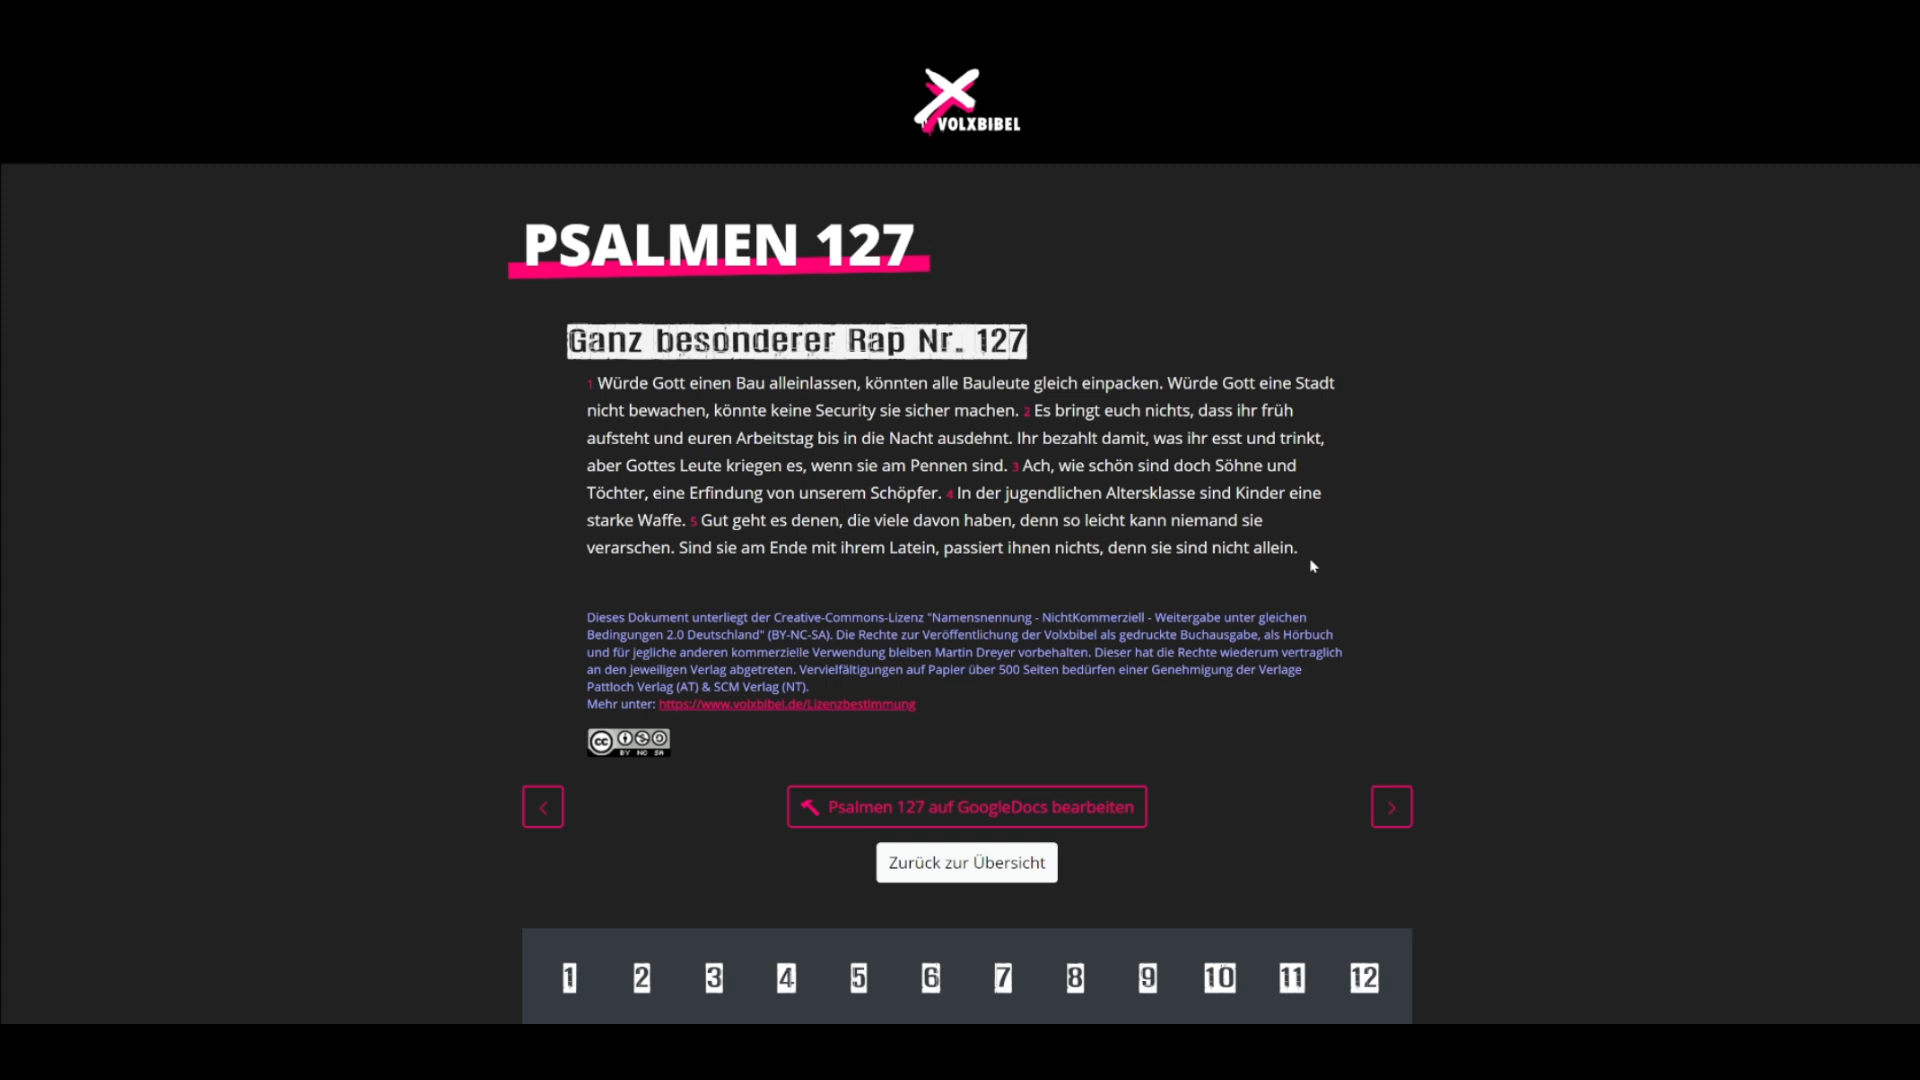 VOLXBIBEL
PSALMEN 127
Ganz besonderer Rap Nr. 127
1 Würde Gott einen Bau alleinlassen, könnten alle Bauleute gleich einpacken. Würde Gott eine Stadt
nicht bewachen, könnte keine Security sie sicher machen. 2 Es bringt euch nichts, dass ihr früh
aufsteht und euren Arbeitstag bis in die Nacht ausdehnt. Ihr bezahlt damit, was ihr esst und trinkt,
aber Gottes Leute kriegen es, wenn sie am Pennen sind. 3 Ach, wie schön sind doch Söhne und
Töchter, eine Erfindung von unserem Schöpfer. 4 In der jugendlichen Altersklasse sind Kinder eine
starke Waffe. 5 Gut geht es denen, die viele davon haben, denn so leicht kann niemand sie
verarschen. Sind sie am Ende mit ihrem Latein, passiert ihnen nichts, denn sie sind nicht allein.
Dieses Dokument unterliegt der Creative-Commons-Lizenz "Namensnennung - NichtKommerziell - Weitergabe unter gleichen
Bedingungen 2.0 Deutschland" (BY-NC-SA). Die Rechte zur Veröffentlichung der Volxbibel als gedruckte Buchausgabe, als Hörbuch
und für jegliche anderen kommerzielle Verwendung bleiben Martin Dreyer vorbehalten. Dieser hat die Rechte wiederum vertraglich
an den jeweiligen Verlag abgetreten. Vervielfältigungen auf Papier über 500 Seiten bedürfen einer Genehmigung der Verlage
Pattloch Verlag (AT) & SCM Verlag (NT).
Mehr unter: https://www.volxbibel.de/Lizenzbestimmung
cc BY NC SA
Psalmen 127 auf GoogleDocs bearbeiten
Zurück zur Übersicht
1 2 3 4 5 6 7 8 9 10 11 12